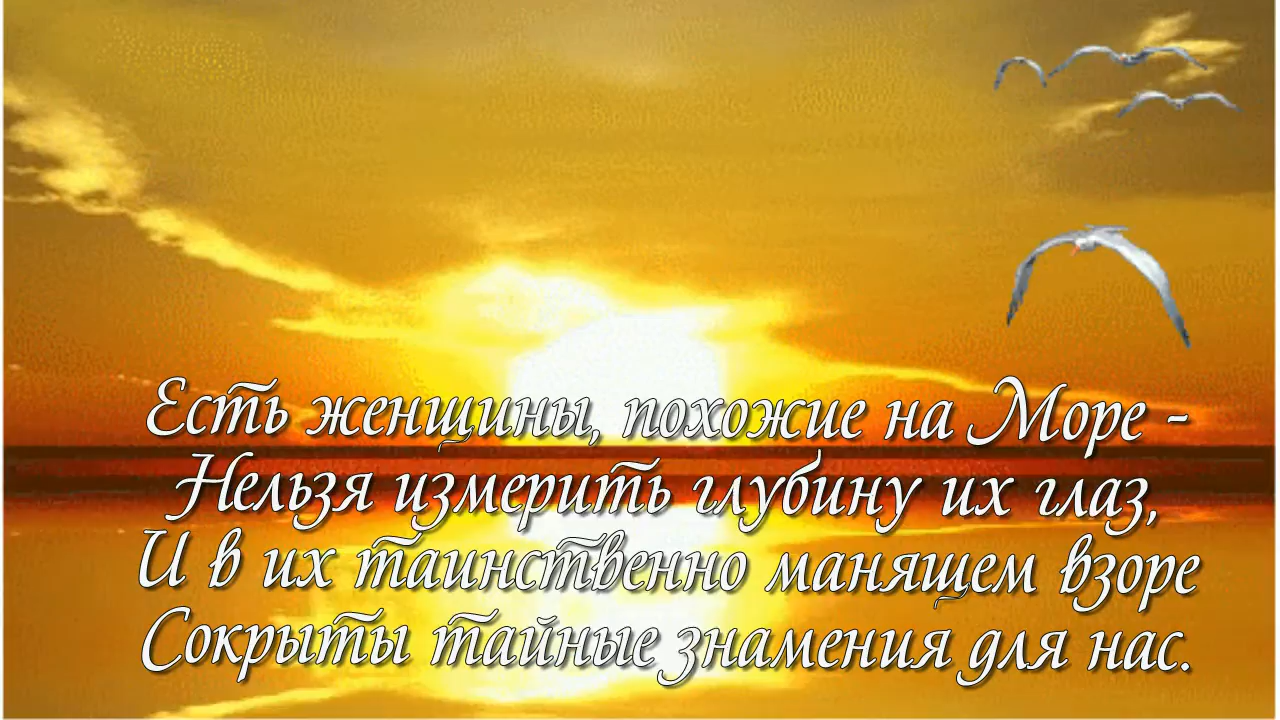 Есть женщины, похожие на Море -
Нельзя измерить глубину их глаз,
И в их таинственно манящем взоре
Сокрыты тайные знамения для нас.